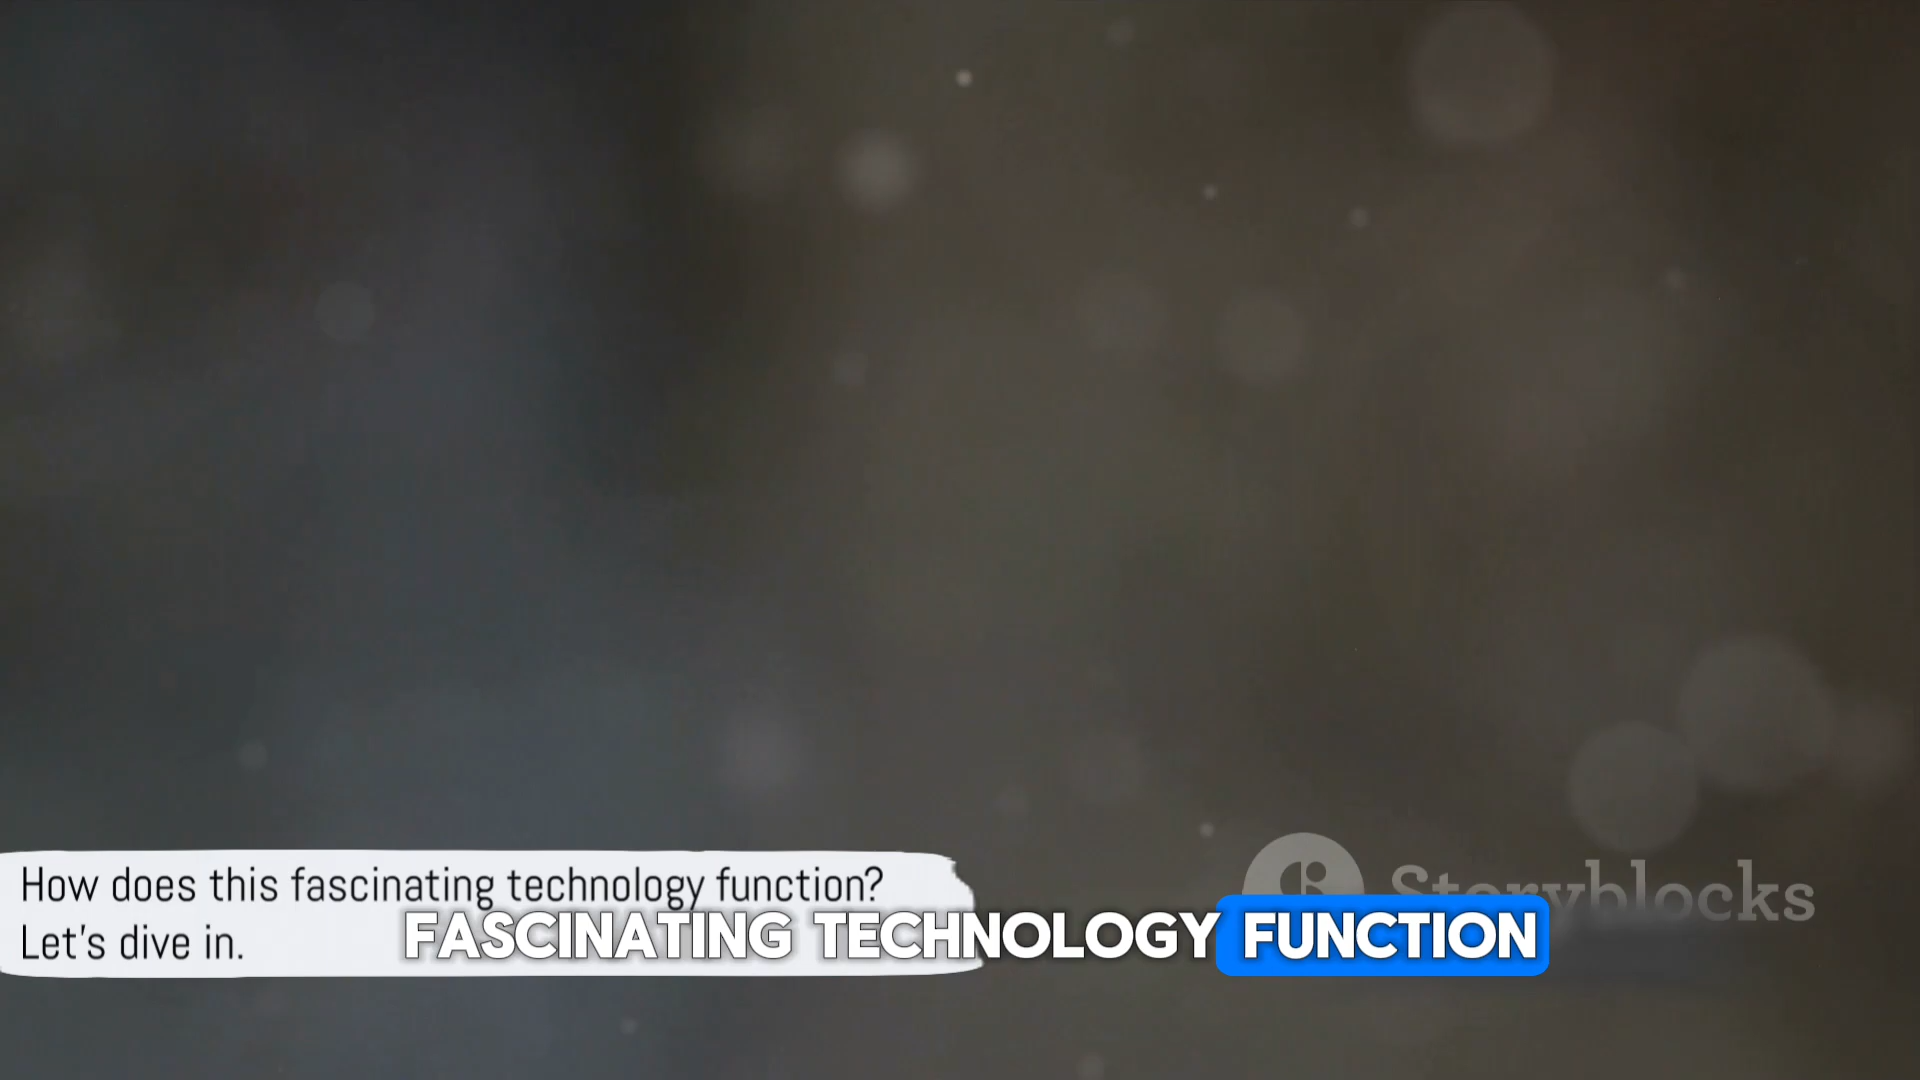 How does this fascinating technology function?
Let's dive in.
FASCINATING TECHNOLOGY FUNCTION
Storyblocks